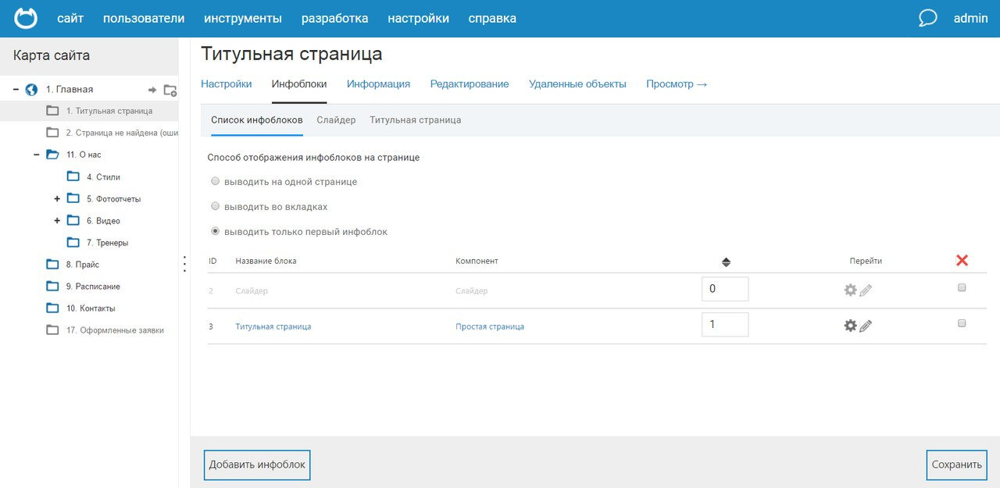 сайт пользователи инструменты разработка настройки справка admin
Карта сайта
1. Главная
1. Титульная страница
2. Страница не найдена (оши
11. О нас
4. Стили
5. Фотоотчеты
6. Видео
7. Тренеры
8. Прайс
9. Расписание
10. Контакты
17. Оформленные заявки
Титульная страница
Настройки Инфоблоки Информация Редактирование Удаленные объекты Просмотр →
Список инфоблоков Слайдер Титульная страница
Способ отображения инфоблоков на странице
выводить на одной странице
выводить во вкладках
выводить только первый инфоблок
ID Название блока Компонент Перейти
2 Слайдер Слайдер 0
3 Титульная страница Простая страница 1
Добавить инфоблок Сохранить